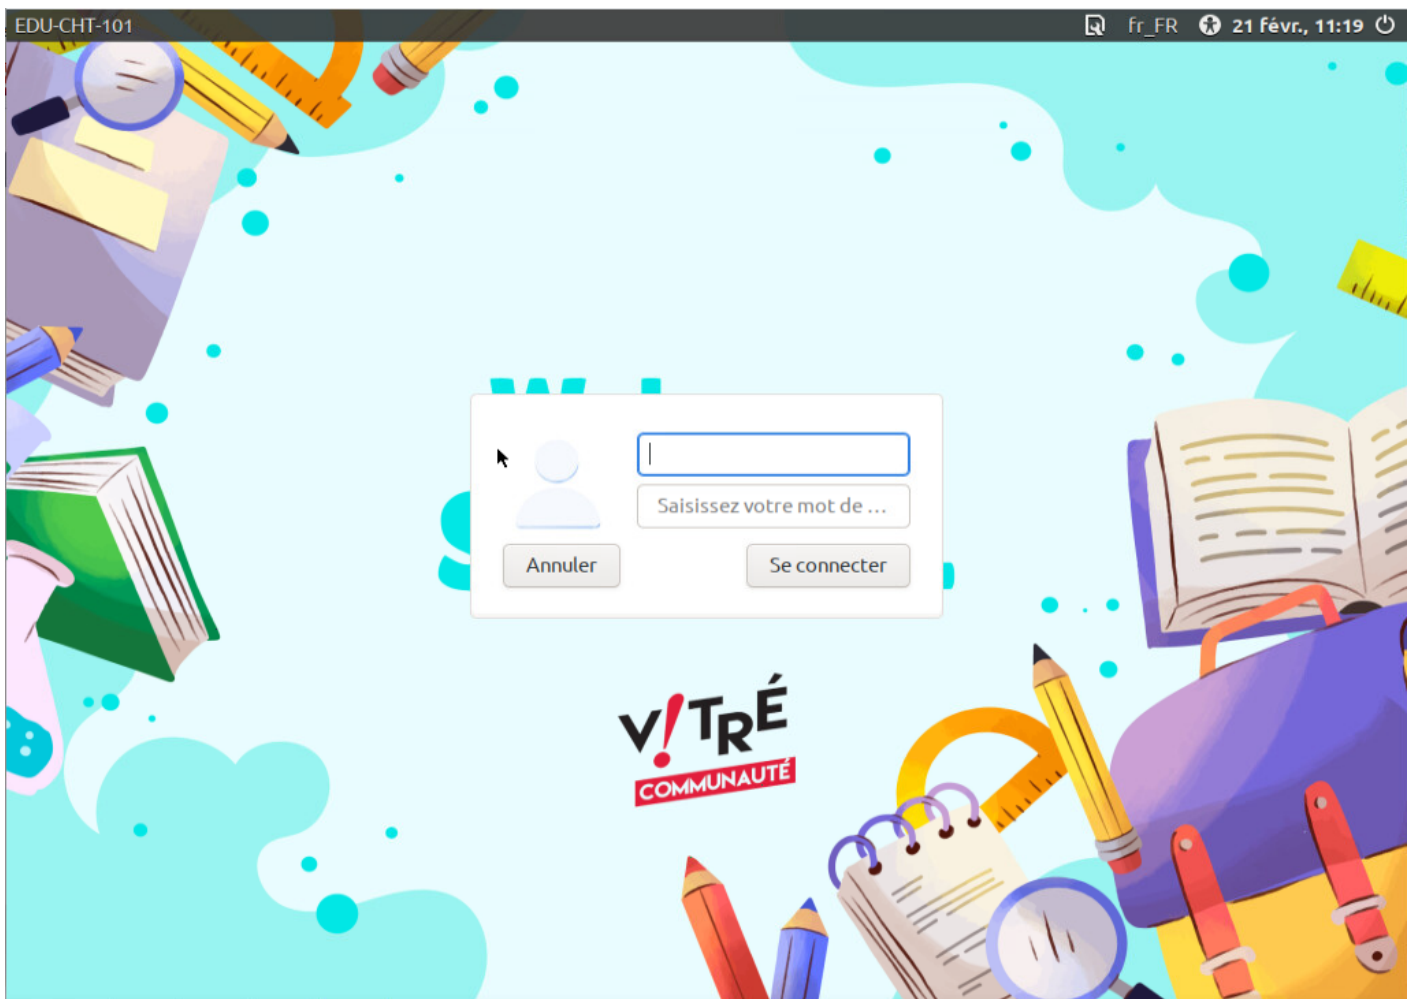 EDU-CHT-101 fr_FR 21 févr., 11:19
Saisissez votre mot de ...
Annuler Se connecter
V!TRÉ
COMMUNAUTÉ